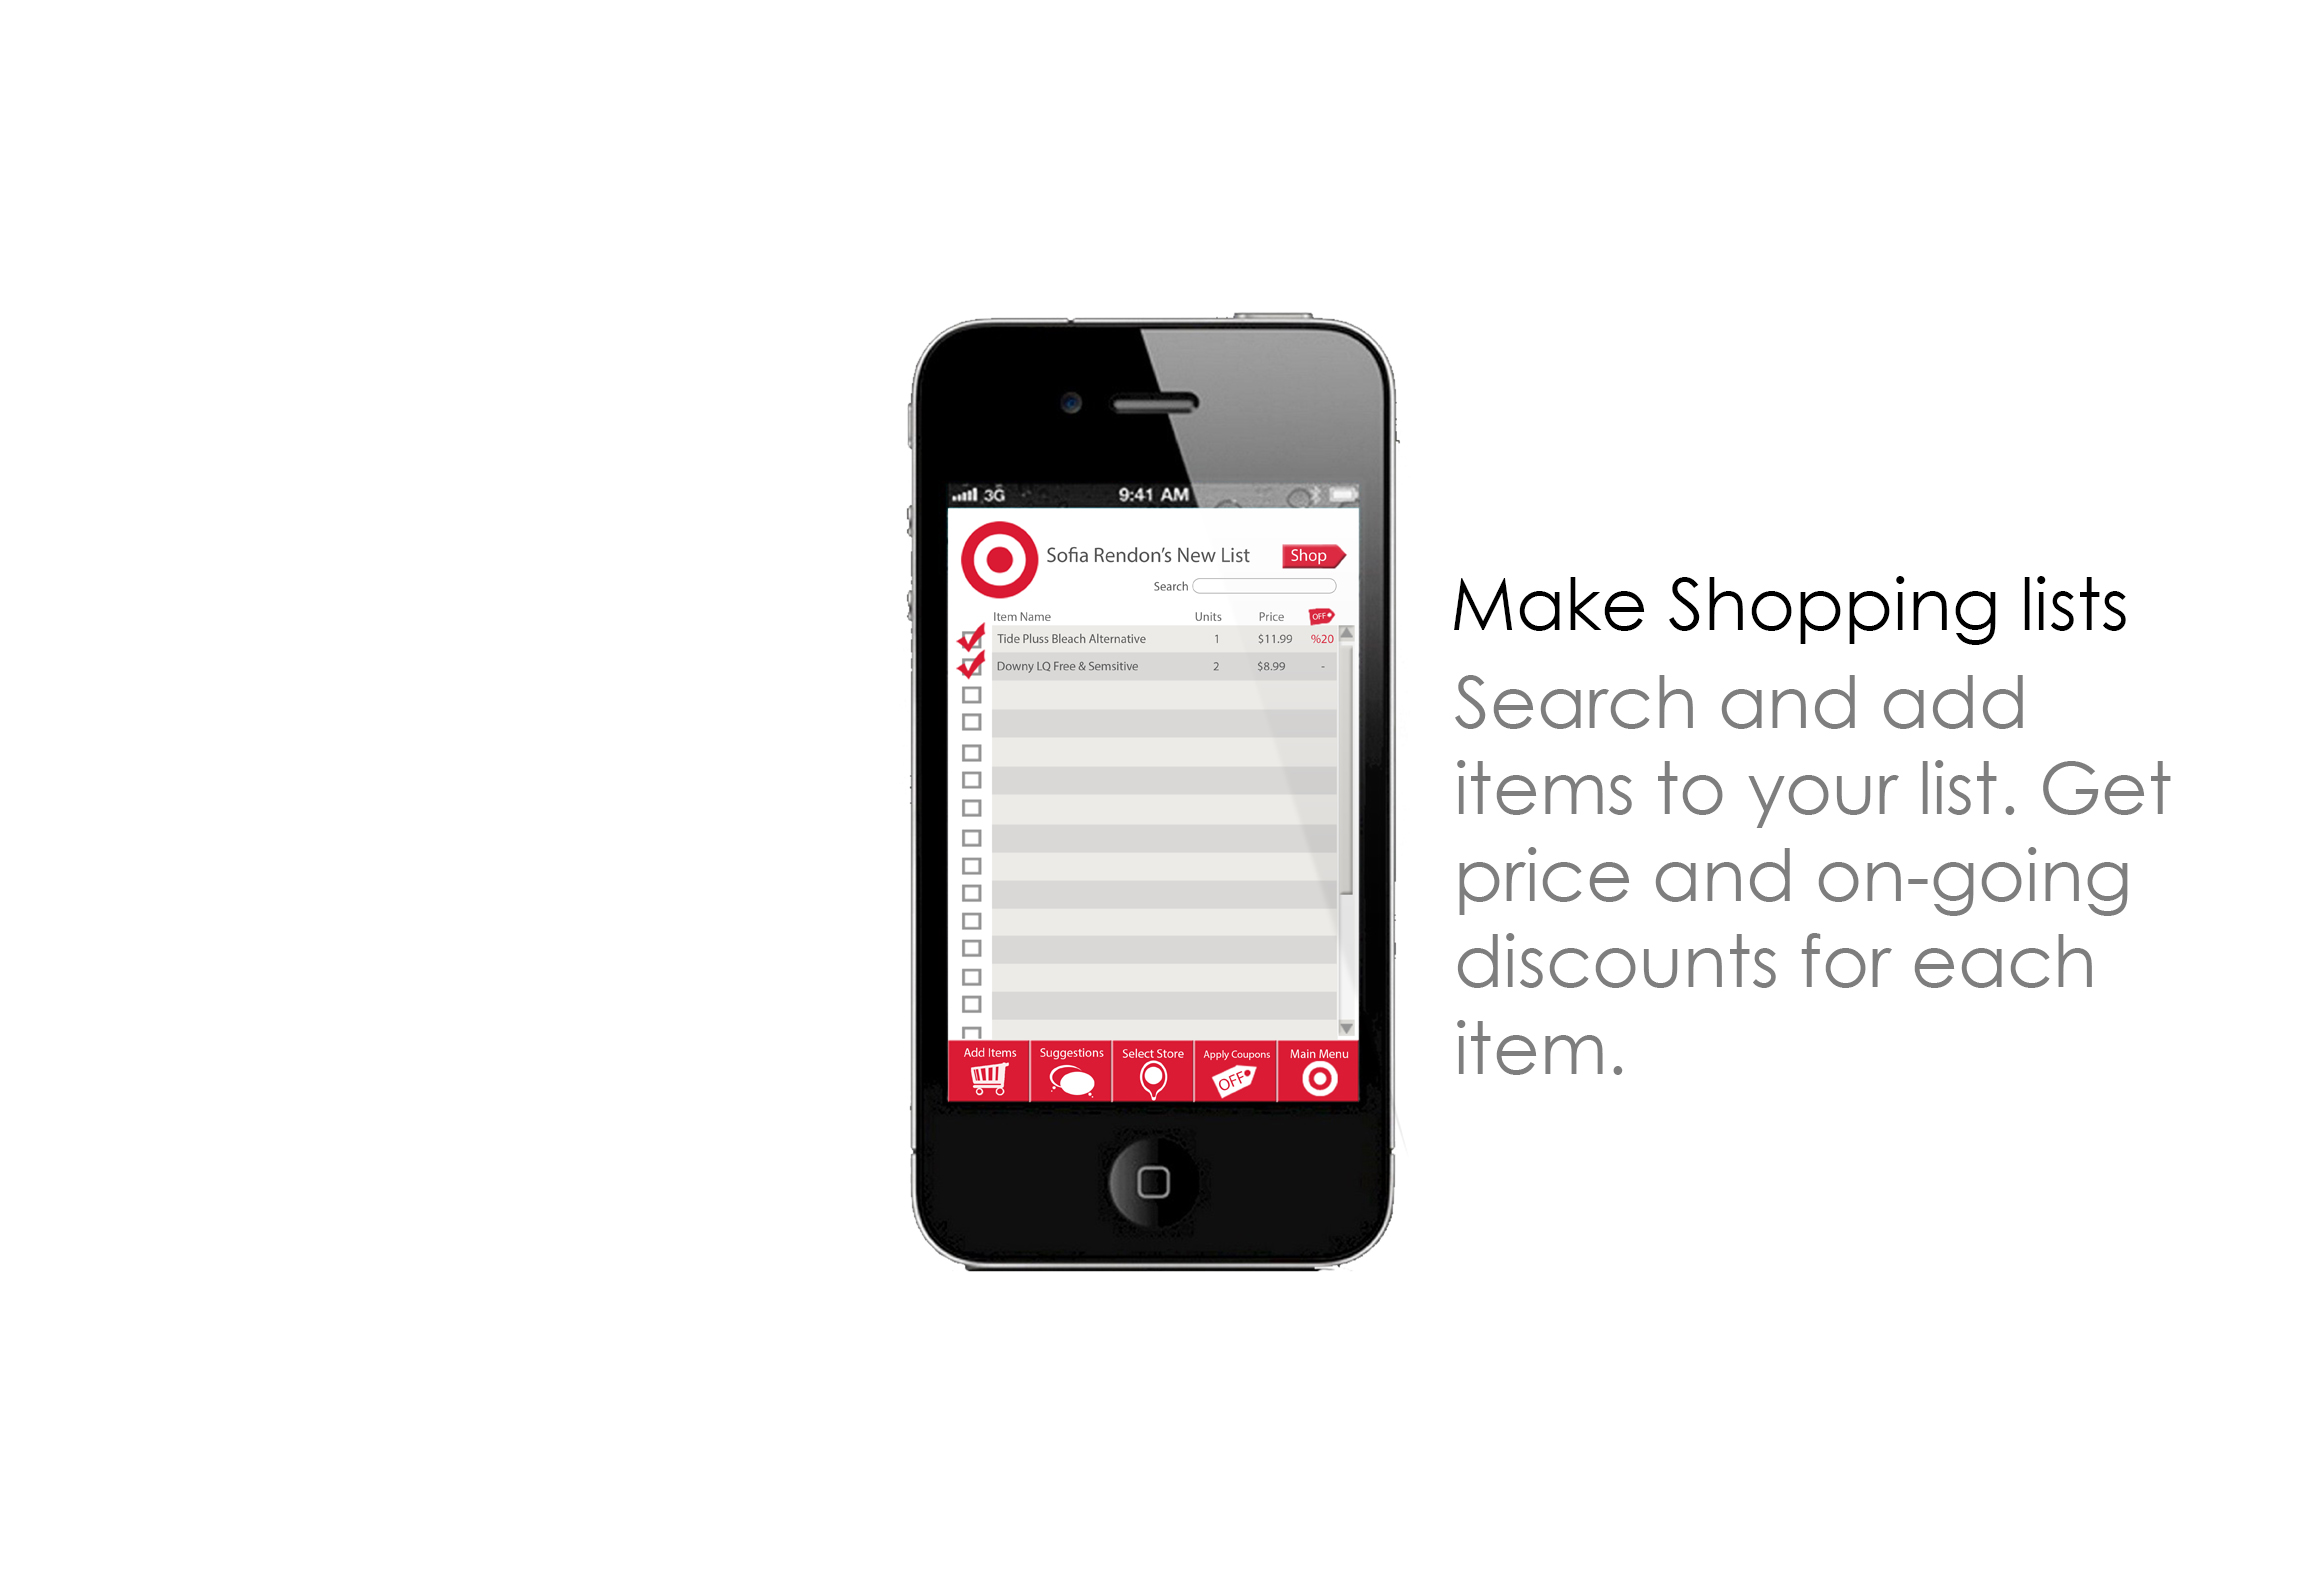 3G 9:41 AM
Sofia Rendon's New List Shop
Search
Item Name Units Price OFF
Tide Pluss Bleach Alternative 1 $11.99 %20
Downy LQ Free & Semsitive 2 $8.99 -
Add Items Suggestions Select Store Apply Coupons Main Menu
OFF
Make Shopping lists
Search and add
items to your list. Get
price and on-going
discounts for each
item.